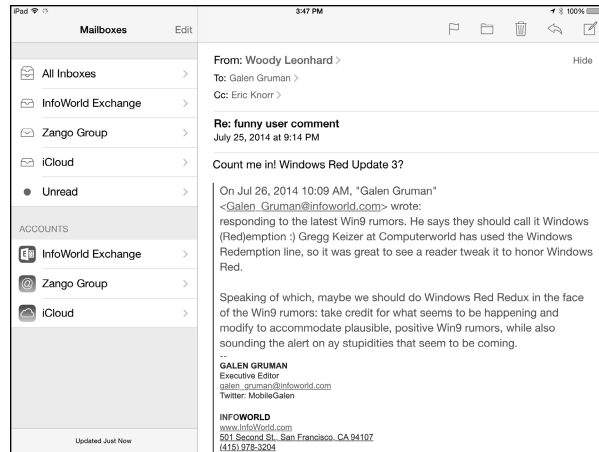 iPad
3:47 PM
100%
Mailboxes
Edit
All Inboxes
InfoWorld Exchange
Zango Group
iCloud
Unread
ACCOUNTS
InfoWorld Exchange
Zango Group
iCloud
Updated Just Now
From: Woody Leonhard
Hide
To: Galen Gruman
Cc: Eric Knorr
Re: funny user comment
July 25, 2014 at 9:14 PM
Count me in! Windows Red Update 3?
On Jul 26, 2014 10:09 AM, "Galen Gruman"
<Galen_Gruman@infoworld.com> wrote:
responding to the latest Win9 rumors. He says they should call it Windows
(Red)emption :) Gregg Keizer at Computerworld has used the Windows
Redemption line, so it was great to see a reader tweak it to honor Windows
Red.
Speaking of which, maybe we should do Windows Red Redux in the face
of the Win9 rumors: take credit for what seems to be happening and
modify to accommodate plausible, positive Win9 rumors, while also
sounding the alert on ay stupidities that seem to be coming.
--
GALEN GRUMAN
Executive Editor
galen_gruman@infoworld.com
Twitter: MobileGalen
INFOWORLD
www.InfoWorld.com
501 Second St., San Francisco, CA 94107
(415) 978-3204